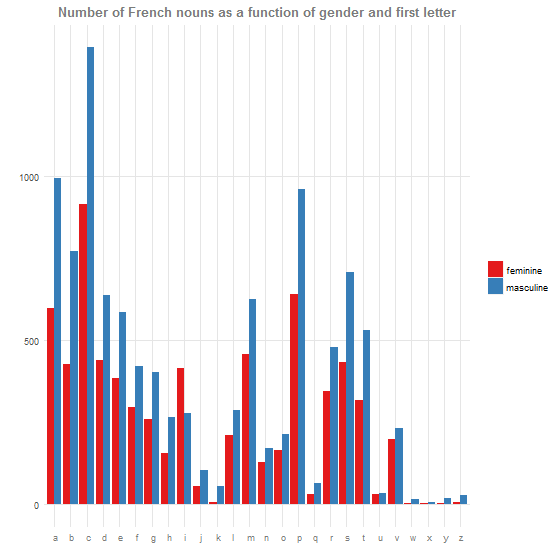 Number of French nouns as a function of gender and first letter
1000
500
0
feminine
masculine
a b c d e f g h i j k l m n o p q r s t u v w x y z